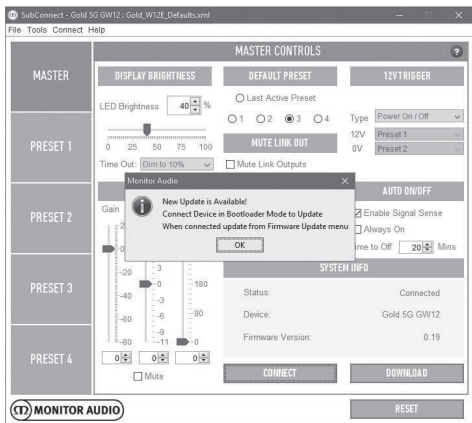 SubConnect - Gold 5G GW12 : Gold_W12E_Defaults.xml
File Tools Connect Help
MASTER CONTROLS
?
MASTER
PRESET 1
PRESET 2
PRESET 3
PRESET 4
DISPLAY BRIGHTNESS
LED Brightness 40 %
0 25 50 75 100
Time Out: Dim to 10%
DEFAULT PRESET
Last Active Preset
1 2 3 4
MUTE LINK OUT
Mute Link Outputs
12V TRIGGER
Type Power On / Off
12V Preset 1
0V Preset 2
Monitor Audio
New Update is Available!
Connect Device in Bootloader Mode to Update
When connected update from Firmware Update menu
OK
Gain
-20
-40
-60
-80
3
0
-3
-6
-9
-11
180
90
0
0 0 0
Mute
AUTO ON/OFF
Enable Signal Sense
Always On
ime to Off 20 Mins
SYSTEM INFO
Status: Connected
Device: Gold 5G GW12
Firmware Version: 0.19
CONNECT
DOWNLOAD
MONITOR AUDIO
RESET